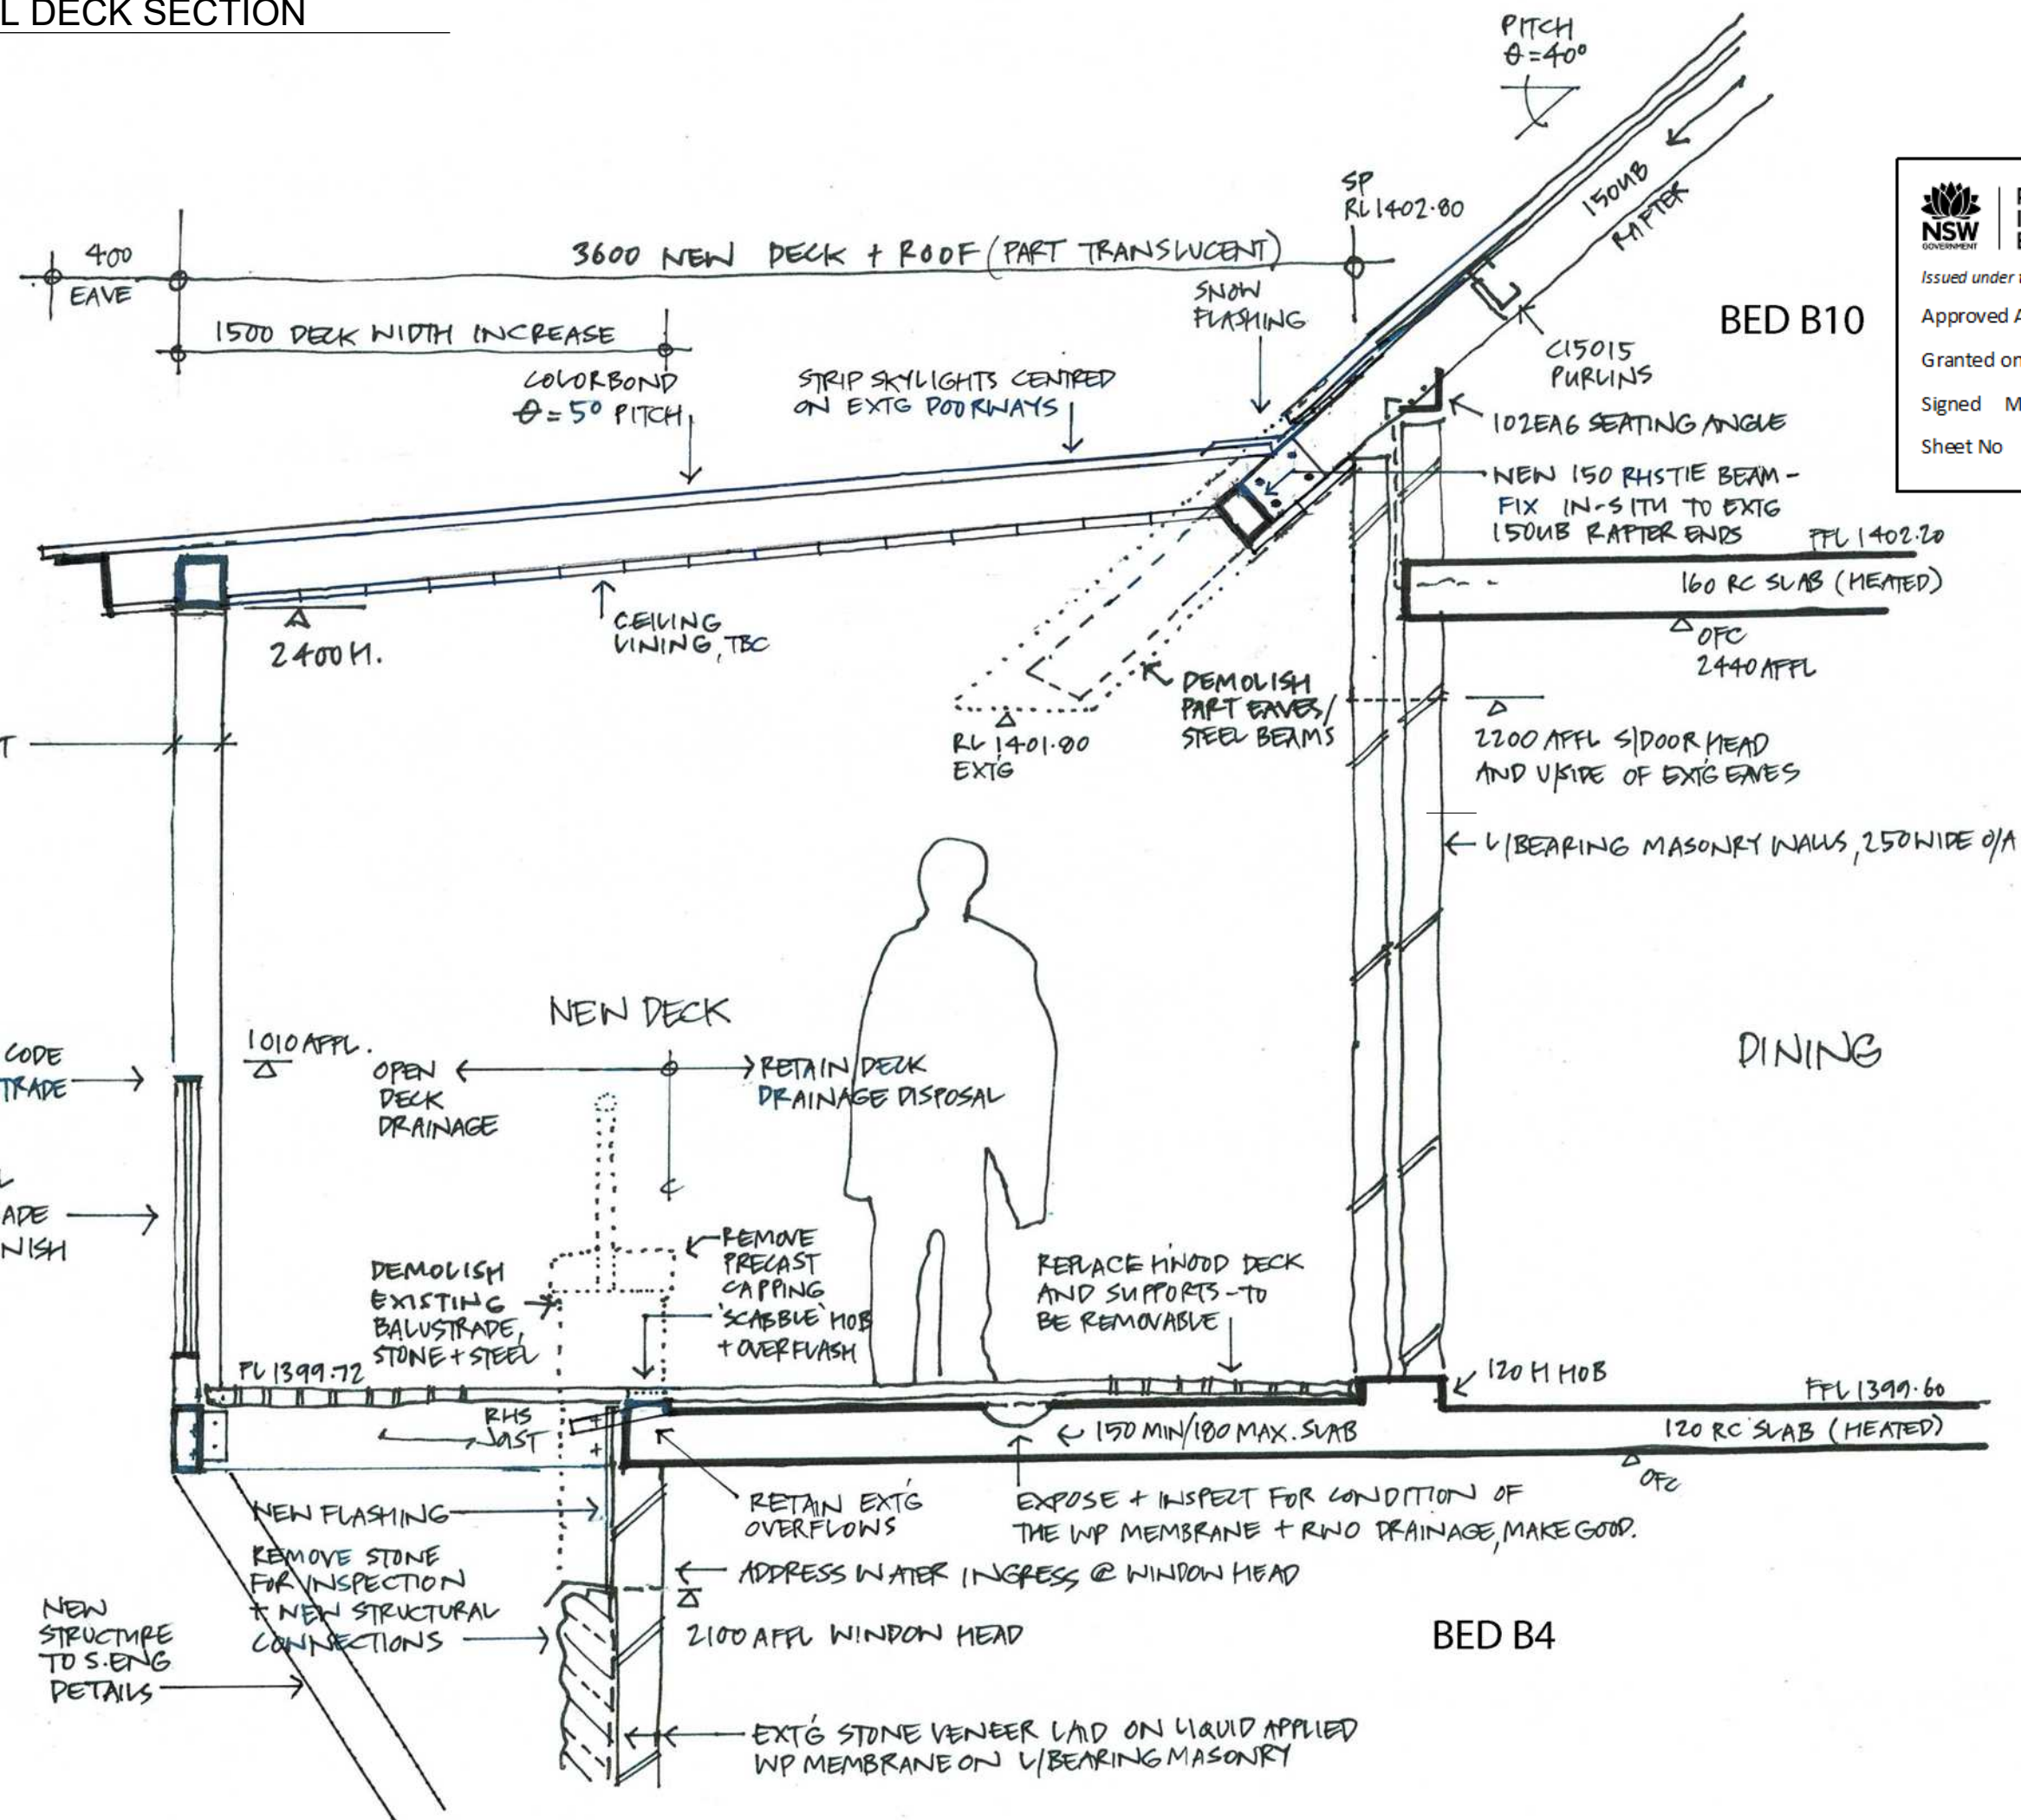 L DECK SECTION
PITCH
θ=40°
150UB
RAFTER
SP
RL 1402.80
400
EAVE
3600 NEW DECK + ROOF (PART TRANSLUCENT)
1500 DECK WIDTH INCREASE
SNOW
FLASHING
COLORBOND
θ=5° PITCH
STRIP SKYLIGHTS CENTRED
ON EXTG DOORWAYS
BED B10
C15015
PURLINS
NSW
GOVERNMENT
Issued under
Approved A
Granted on
Signed M
Sheet No
102EA6 SEATING ANGLE
NEW 150 RHS TIE BEAM-
FIX IN-SITU TO EXTG
150UB RAFTER ENDS
FFL 1402.20
160 RC SLAB (HEATED)
OFC
2440 AFFL
2400H.
CEILING
LINING, TBC
DEMOLISH
PART EAVES/
STEEL BEAMS
RL 1401.80
EXT'G
2200 AFFL S/DOOR HEAD
AND U/SIDE OF EXT'G EAVES
T
L/BEARING MASONRY WALLS, 250 WIDE O/A
NEW DECK
1010 AFFL.
CODE
TRADE
OPEN
DECK
DRAINAGE
RETAIN DECK
DRAINAGE DISPOSAL
DINING
ADE
NISH
DEMOLISH
EXISTING
BALUSTRADE,
STONE + STEEL
REMOVE
PRECAST
CAPPING
'SCABBLE' HOB
+ OVERFLASH
REPLACE H'WOOD DECK
AND SUPPORTS - TO
BE REMOVABLE
FL 1399.72
120 H HOB
FFL 1399.60
RHS
JOIST
150 MIN/180 MAX. SLAB
120 RC SLAB (HEATED)
OFC
NEW FLASHING
RETAIN EXT'G
OVERFLOWS
EXPOSE + INSPECT FOR CONDITION OF
THE WP MEMBRANE + RWO DRAINAGE, MAKE GOOD.
REMOVE STONE
FOR INSPECTION
+ NEW STRUCTURAL
CONNECTIONS
ADDRESS WATER INGRESS @ WINDOW HEAD
2100 AFFL WINDOW HEAD
BED B4
NEW
STRUCTURE
TO S.ENG
DETAILS
EXT'G STONE VENEER LAID ON LIQUID APPLIED
WP MEMBRANE ON L/BEARING MASONRY